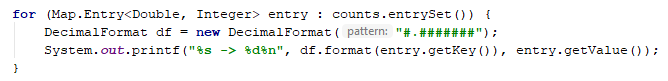 for (Map.Entry<Double, Integer> entry : counts.entrySet()) {
DecimalFormat df = new DecimalFormat( pattern: "#.#######");
System.out.printf("%s -> %d%n", df.format(entry.getKey()), entry.getValue());
}